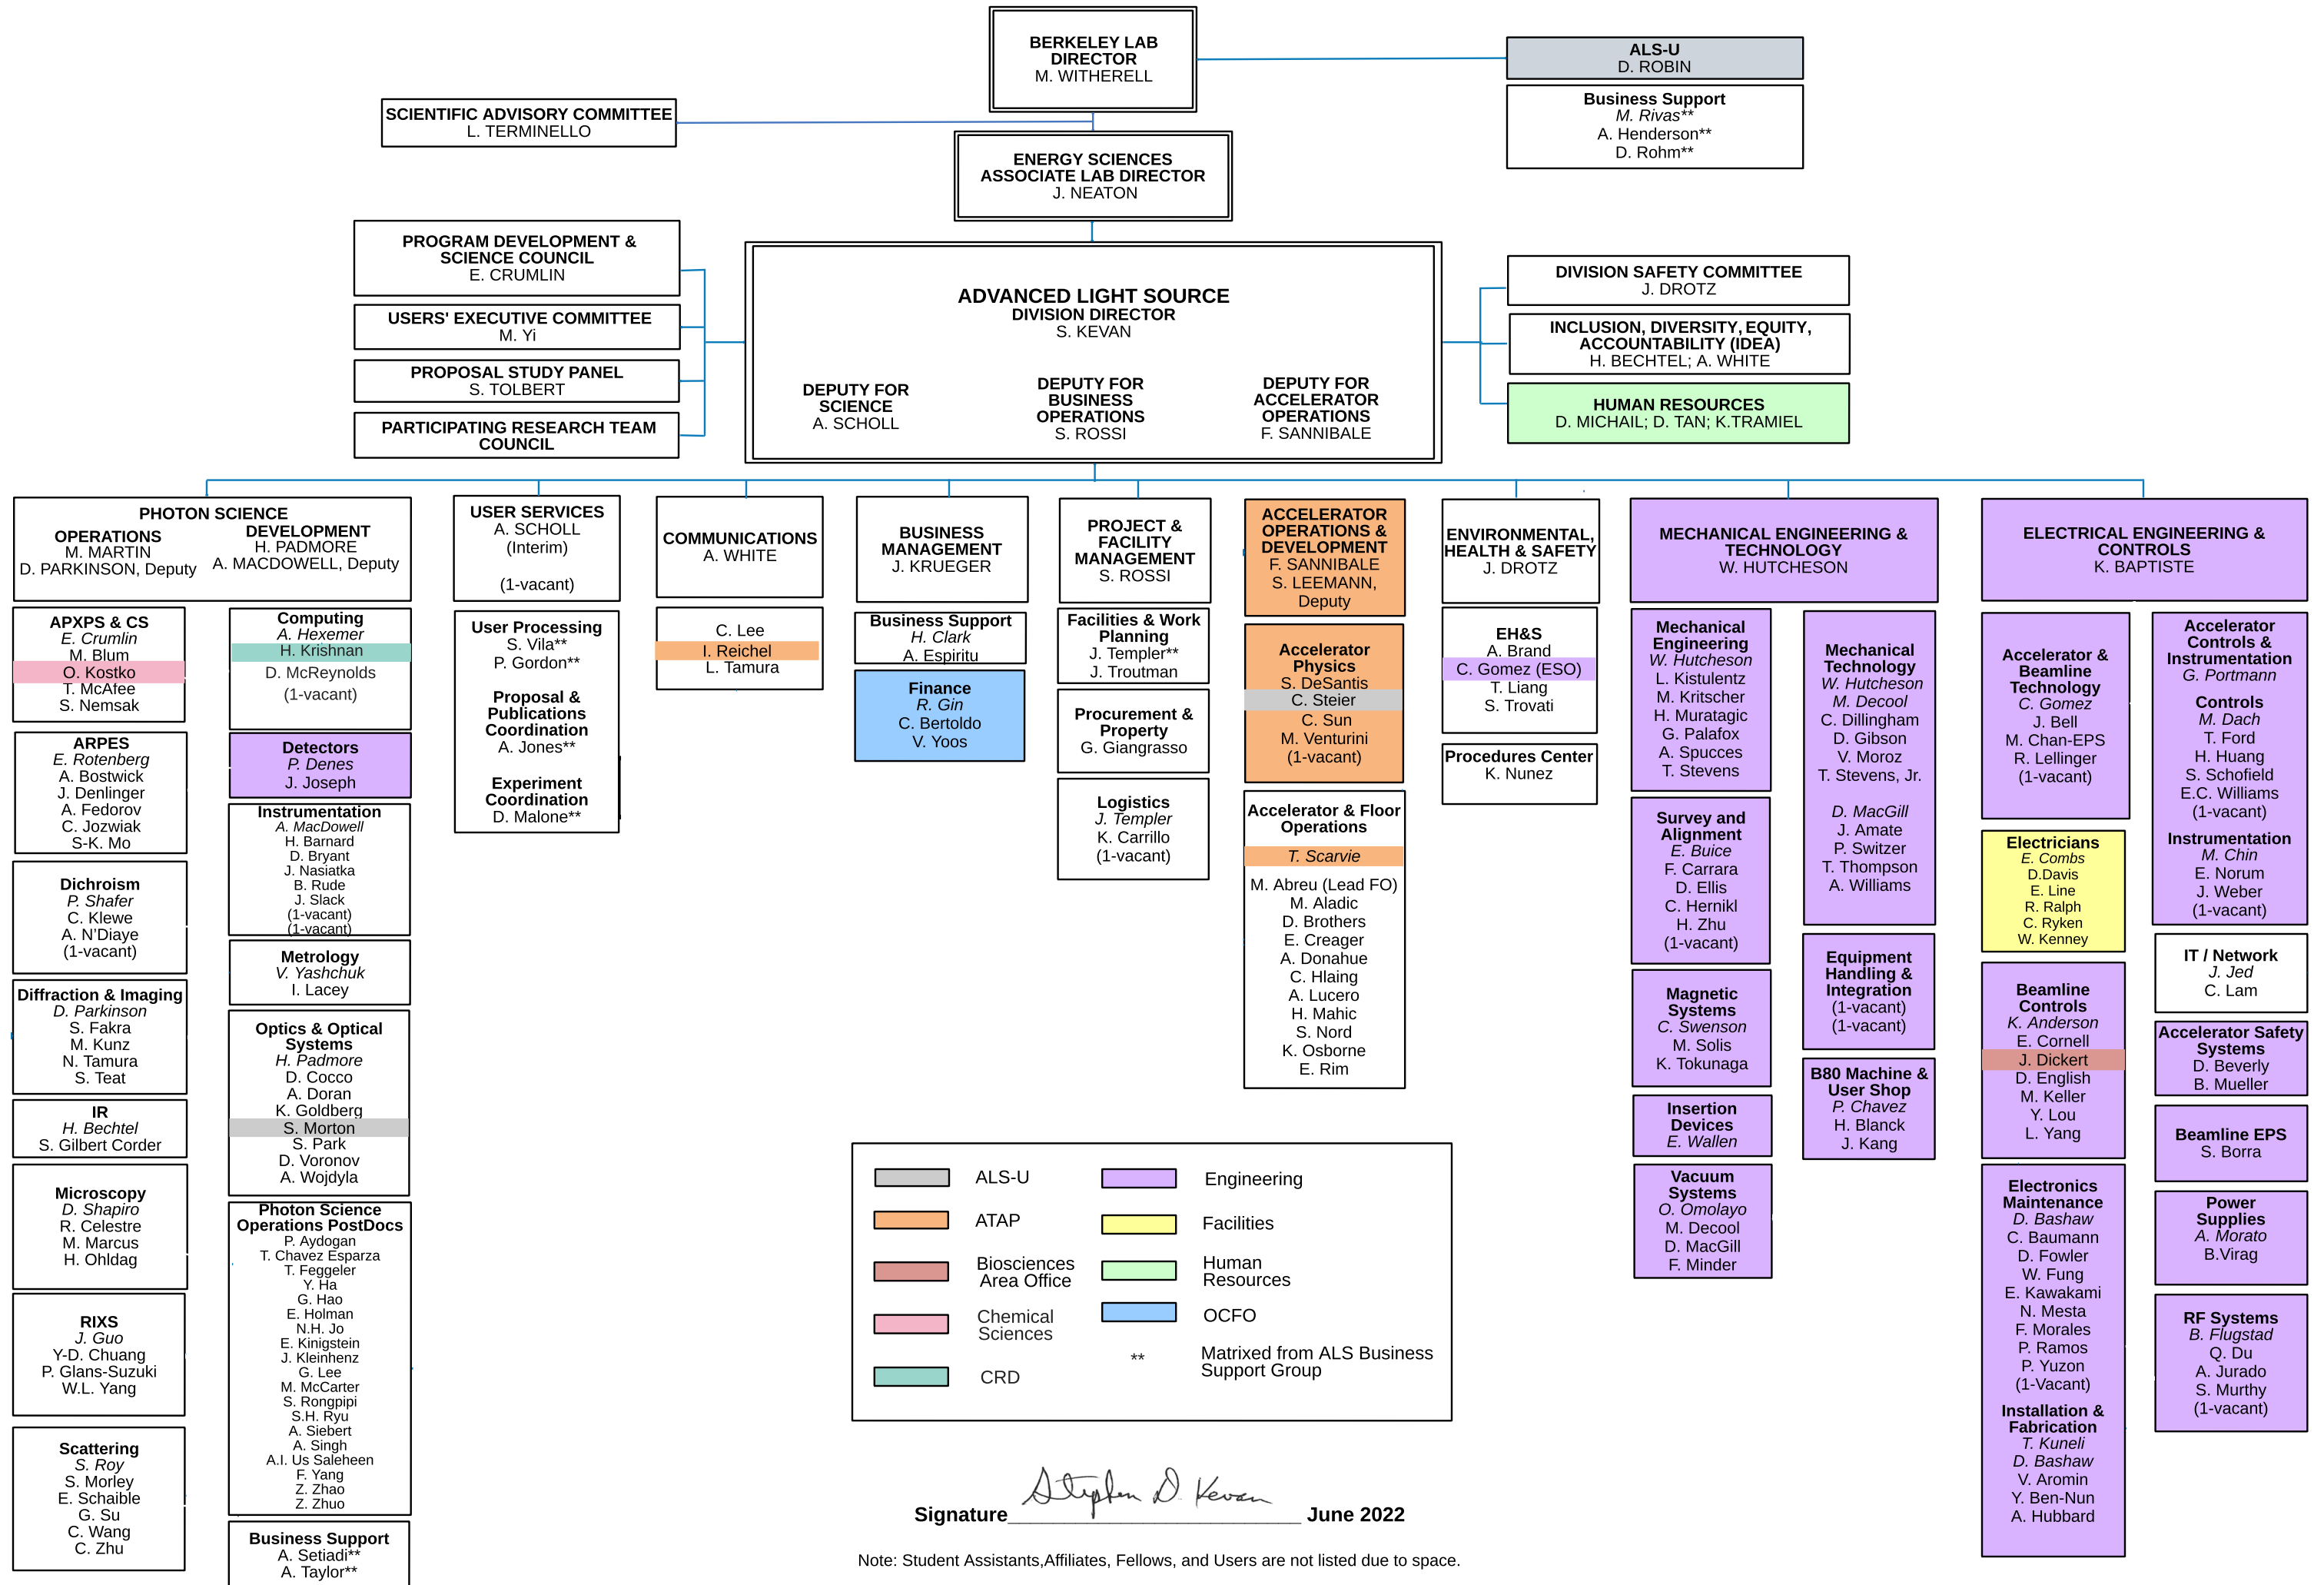 BERKELEY LAB
DIRECTOR
M. WITHERELL
ALS-U
D. ROBIN
Business Support
M. Rivas**
A. Henderson**
D. Rohm**
SCIENTIFIC ADVISORY COMMITTEE
L. TERMINELLO
ENERGY SCIENCES
ASSOCIATE LAB DIRECTOR
J. NEATON
PROGRAM DEVELOPMENT &
SCIENCE COUNCIL
E. CRUMLIN
USERS' EXECUTIVE COMMITTEE
M. Yi
PROPOSAL STUDY PANEL
S. TOLBERT
PARTICIPATING RESEARCH TEAM
COUNCIL
ADVANCED LIGHT SOURCE
DIVISION DIRECTOR
S. KEVAN
DEPUTY FOR
SCIENCE
A. SCHOLL
DEPUTY FOR
BUSINESS
OPERATIONS
S. ROSSI
DEPUTY FOR
ACCELERATOR
OPERATIONS
F. SANNIBALE
DIVISION SAFETY COMMITTEE
J. DROTZ
INCLUSION, DIVERSITY, EQUITY,
ACCOUNTABILITY (IDEA)
H. BECHTEL; A. WHITE
HUMAN RESOURCES
D. MICHAIL; D. TAN; K.TRAMIEL
PHOTON SCIENCE
OPERATIONS
M. MARTIN
D. PARKINSON, Deputy
DEVELOPMENT
H. PADMORE
A. MACDOWELL, Deputy
APXPS & CS
E. Crumlin
M. Blum
O. Kostko
T. McAfee
S. Nemsak
ARPES
E. Rotenberg
A. Bostwick
J. Denlinger
A. Fedorov
C. Jozwiak
S-K. Mo
Dichroism
P. Shafer
C. Klewe
A. N’Diaye
(1-vacant)
Diffraction & Imaging
D. Parkinson
S. Fakra
M. Kunz
N. Tamura
S. Teat
IR
H. Bechtel
S. Gilbert Corder
Microscopy
D. Shapiro
R. Celestre
M. Marcus
H. Ohldag
RIXS
J. Guo
Y-D. Chuang
P. Glans-Suzuki
W.L. Yang
Scattering
S. Roy
S. Morley
E. Schaible
G. Su
C. Wang
C. Zhu
Computing
A. Hexemer
H. Krishnan
D. McReynolds
(1-vacant)
Detectors
P. Denes
J. Joseph
Instrumentation
A. MacDowell
H. Barnard
D. Bryant
J. Nasiatka
B. Rude
J. Slack
(1-vacant)
(1-vacant)
Metrology
V. Yashchuk
I. Lacey
Optics & Optical
Systems
H. Padmore
D. Cocco
A. Doran
K. Goldberg
S. Morton
S. Park
D. Voronov
A. Wojdyla
Photon Science
Operations PostDocs
P. Aydogan
T. Chavez Esparza
T. Feggeler
Y. Ha
G. Hao
E. Holman
N.H. Jo
E. Kinigstein
J. Kleinhenz
G. Lee
M. McCarter
S. Rongpipi
S.H. Ryu
A. Siebert
A. Singh
A.I. Us Saleheen
F. Yang
Z. Zhao
Z. Zhuo
Business Support
A. Setiadi**
A. Taylor**
USER SERVICES
A. SCHOLL
(Interim)
(1-vacant)
User Processing
S. Vila**
P. Gordon**
Proposal &
Publications
Coordination
A. Jones**
Experiment
Coordination
D. Malone**
COMMUNICATIONS
A. WHITE
C. Lee
I. Reichel
L. Tamura
BUSINESS
MANAGEMENT
J. KRUEGER
Business Support
H. Clark
A. Espiritu
Finance
R. Gin
C. Bertoldo
V. Yoos
PROJECT &
FACILITY
MANAGEMENT
S. ROSSI
Facilities & Work
Planning
J. Templer**
J. Troutman
Procurement &
Property
G. Giangrasso
Logistics
J. Templer
K. Carrillo
(1-vacant)
ACCELERATOR
OPERATIONS &
DEVELOPMENT
F. SANNIBALE
S. LEEMANN,
Deputy
Accelerator
Physics
S. DeSantis
C. Steier
C. Sun
M. Venturini
(1-vacant)
Accelerator & Floor
Operations
T. Scarvie
M. Abreu (Lead FO)
M. Aladic
D. Brothers
E. Creager
A. Donahue
C. Hlaing
A. Lucero
H. Mahic
S. Nord
K. Osborne
E. Rim
ENVIRONMENTAL,
HEALTH & SAFETY
J. DROTZ
EH&S
A. Brand
C. Gomez (ESO)
T. Liang
S. Trovati
Procedures Center
K. Nunez
MECHANICAL ENGINEERING &
TECHNOLOGY
W. HUTCHESON
Mechanical
Engineering
W. Hutcheson
L. Kistulentz
M. Kritscher
H. Muratagic
G. Palafox
A. Spucces
T. Stevens
Survey and
Alignment
E. Buice
F. Carrara
D. Ellis
C. Hernikl
H. Zhu
(1-vacant)
Magnetic
Systems
C. Swenson
M. Solis
K. Tokunaga
Insertion
Devices
E. Wallen
Vacuum
Systems
O. Omolayo
M. Decool
D. MacGill
F. Minder
Mechanical
Technology
W. Hutcheson
M. Decool
C. Dillingham
D. Gibson
V. Moroz
T. Stevens, Jr.
D. MacGill
J. Amate
P. Switzer
T. Thompson
A. Williams
Equipment
Handling &
Integration
(1-vacant)
(1-vacant)
B80 Machine &
User Shop
P. Chavez
H. Blanck
J. Kang
ELECTRICAL ENGINEERING &
CONTROLS
K. BAPTISTE
Accelerator &
Beamline
Technology
C. Gomez
J. Bell
M. Chan-EPS
R. Lellinger
(1-vacant)
Electricians
E. Combs
D.Davis
E. Line
R. Ralph
C. Ryken
W. Kenney
Beamline
Controls
K. Anderson
E. Cornell
J. Dickert
D. English
M. Keller
Y. Lou
L. Yang
Electronics
Maintenance
D. Bashaw
C. Baumann
D. Fowler
W. Fung
E. Kawakami
N. Mesta
F. Morales
P. Ramos
P. Yuzon
(1-Vacant)
Installation &
Fabrication
T. Kuneli
D. Bashaw
V. Aromin
Y. Ben-Nun
A. Hubbard
Accelerator
Controls &
Instrumentation
G. Portmann
Controls
M. Dach
T. Ford
H. Huang
S. Schofield
E.C. Williams
(1-vacant)
Instrumentation
M. Chin
E. Norum
J. Weber
(1-vacant)
IT / Network
J. Jed
C. Lam
Accelerator Safety
Systems
D. Beverly
B. Mueller
Beamline EPS
S. Borra
Power
Supplies
A. Morato
B.Virag
RF Systems
B. Flugstad
Q. Du
A. Jurado
S. Murthy
(1-vacant)
ALS-U
ATAP
Biosciences
Area Office
Chemical
Sciences
CRD
Engineering
Facilities
Human
Resources
OCFO
** Matrixed from ALS Business
Support Group
Stephen D. Kevan
Signature__________________________ June 2022
Note: Student Assistants,Affiliates, Fellows, and Users are not listed due to space.